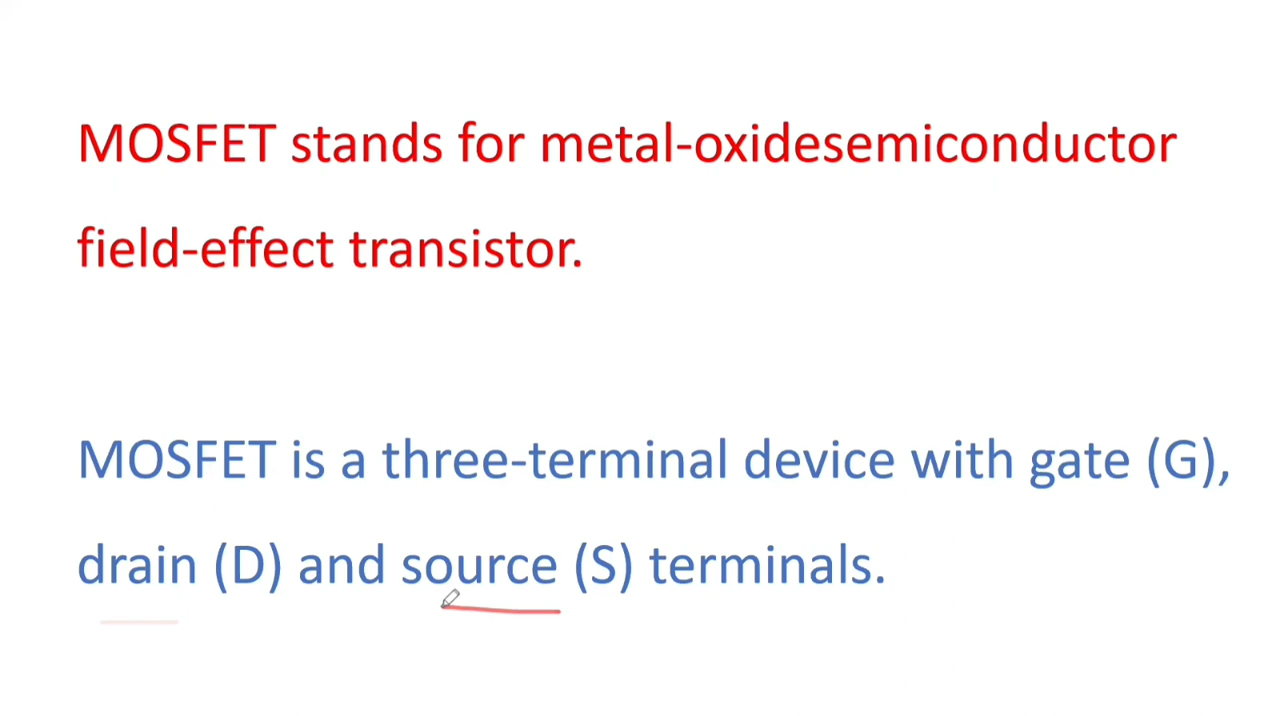 MOSFET stands for metal-oxidesemiconductor
field-effect transistor.
MOSFET is a three-terminal device with gate (G),
drain (D) and source (S) terminals.